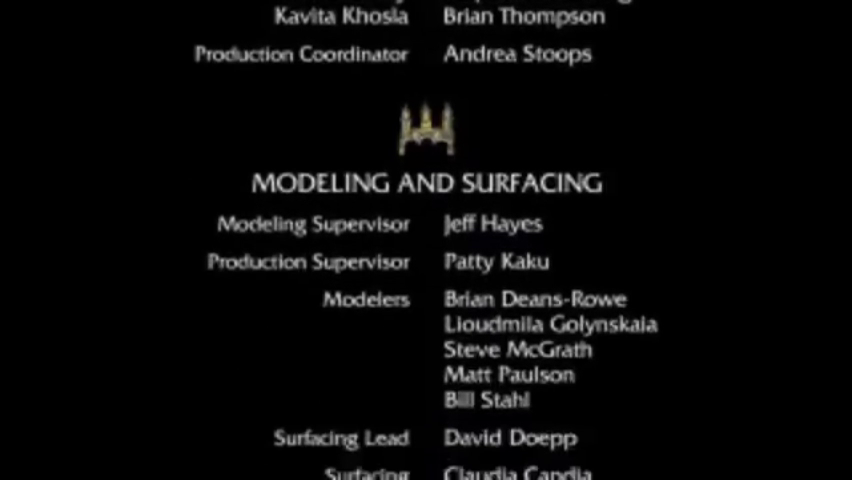 Kavita Khosla Brian Thompson
Production Coordinator Andrea Stoops
MODELING AND SURFACING
Modeling Supervisor Jeff Hayes
Production Supervisor Patty Kaku
Modelers Brian Deans-Rowe
Lioudmila Golynskaia
Steve McGrath
Matt Paulson
Bill Stahl
Surfacing Lead David Doepp
Surfacing Claudia Candia